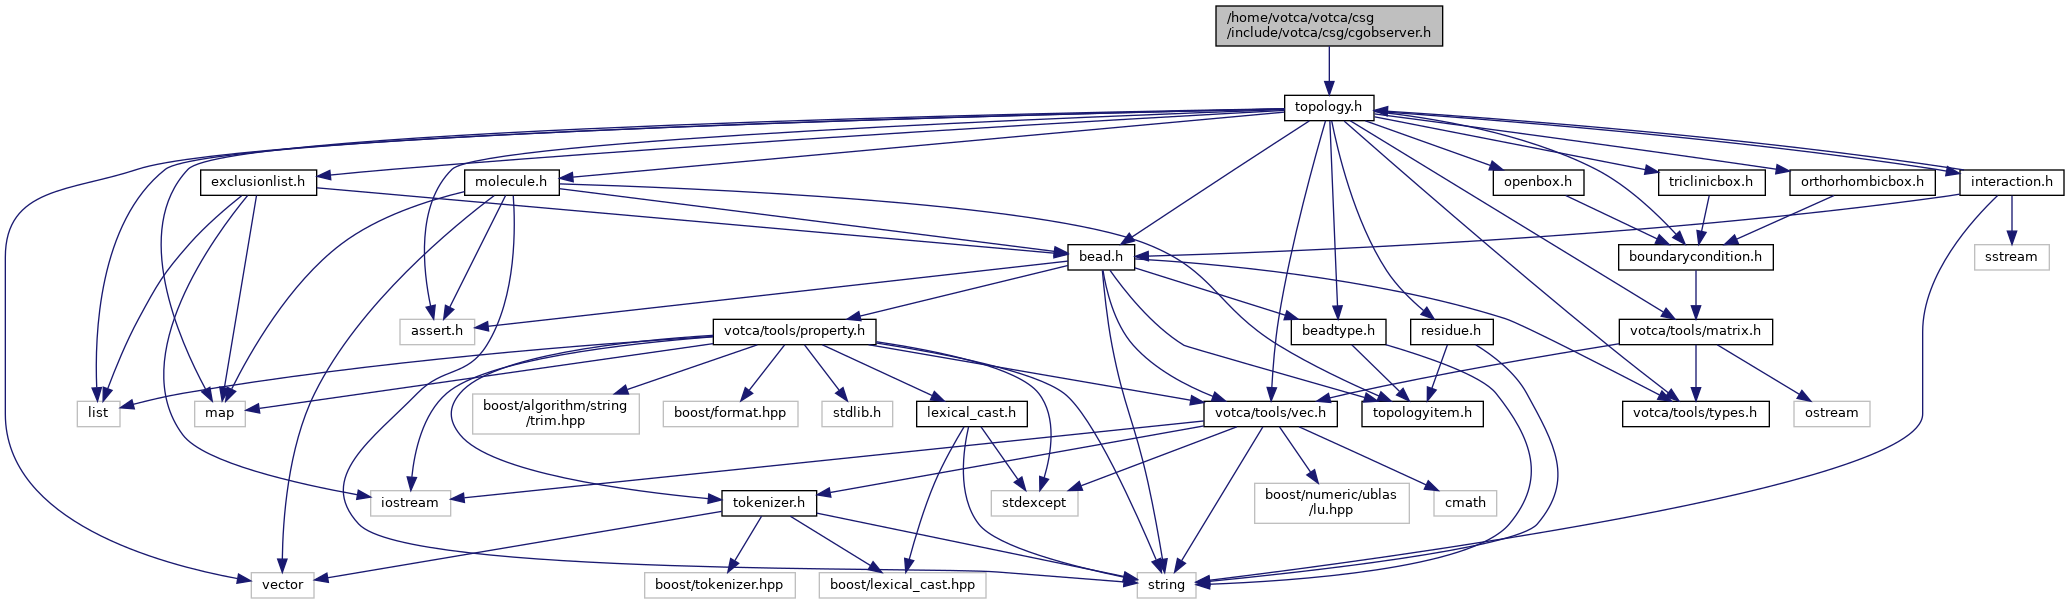 /home/votca/votca/csg
/include/votca/csg/cgobserver.h
topology.h
exclusionlist.h
molecule.h
openbox.h
triclinicbox.h
orthorhombicbox.h
interaction.h
bead.h
boundarycondition.h
sstream
assert.h
votca/tools/property.h
beadtype.h
residue.h
votca/tools/matrix.h
list
map
boost/algorithm/string
/trim.hpp
boost/format.hpp
stdlib.h
lexical_cast.h
votca/tools/vec.h
topologyitem.h
votca/tools/types.h
ostream
iostream
tokenizer.h
stdexcept
boost/numeric/ublas
/lu.hpp
cmath
vector
boost/tokenizer.hpp
boost/lexical_cast.hpp
string